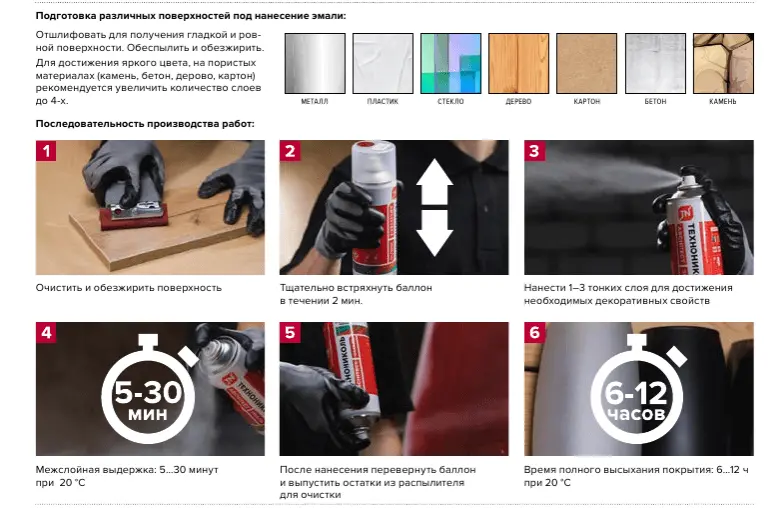 Подготовка различных поверхностей под нанесение эмали:
Отшлифовать для получения гладкой и ров-
ной поверхности. Обеспылить и обезжирить.
Для достижения яркого цвета, на пористых
материалах (камень, бетон, дерово, картон)
рекомендуется увеличить количество слоев
до 4-х.
МЕТАЛЛ
ПЛАСТИК
СТЕКЛО
ДЕРЕВО
КАРТОН
БЕТОН
КАМЕНЬ
Последовательность производства работ:
1
Очистить и обезжирить поверхность
2
Тщательно встряхнуть баллон
в течении 2 мин.
3
ТЕХНОНИКОЛЬ
Нанести 1–3 тонких слоя для достижения
необходимых декоративных свойств
4
5-30
МИН
ТЕХНОНИКОЛЬ
Межслойная выдержка: 5...30 минут
при 20 °C
5
ТЕХНОНИКОЛЬ
После нанесения перевернуть баллон
и выпустить остатки из распылителя
для очистки
6
6-12
часов
Время полного высыхания покрытия: 6...12 ч
при 20 °C